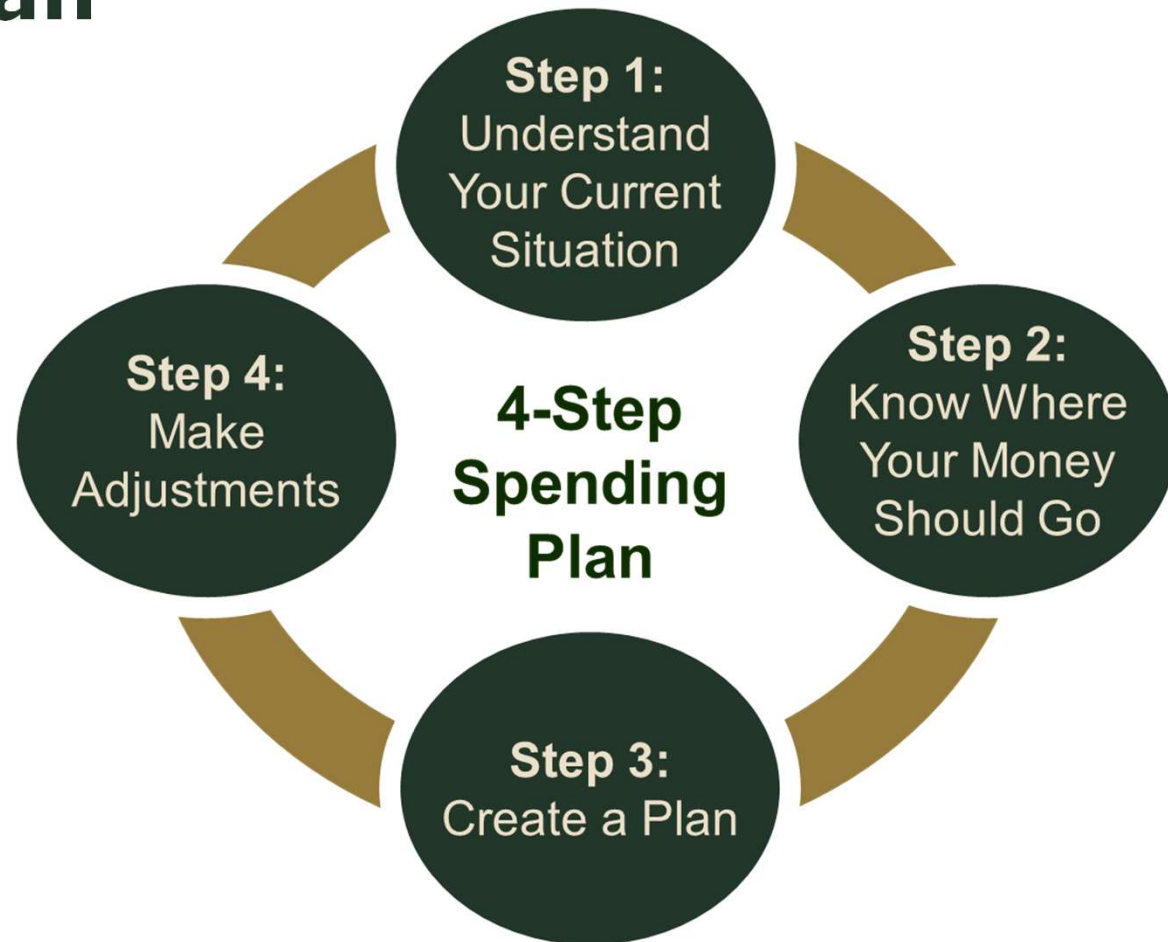 Step 1:
Understand
Your Current
Situation
Step 2:
Know Where
Your Money
Should Go
Step 4:
Make
Adjustments
4-Step
Spending
Plan
Step 3:
Create a Plan